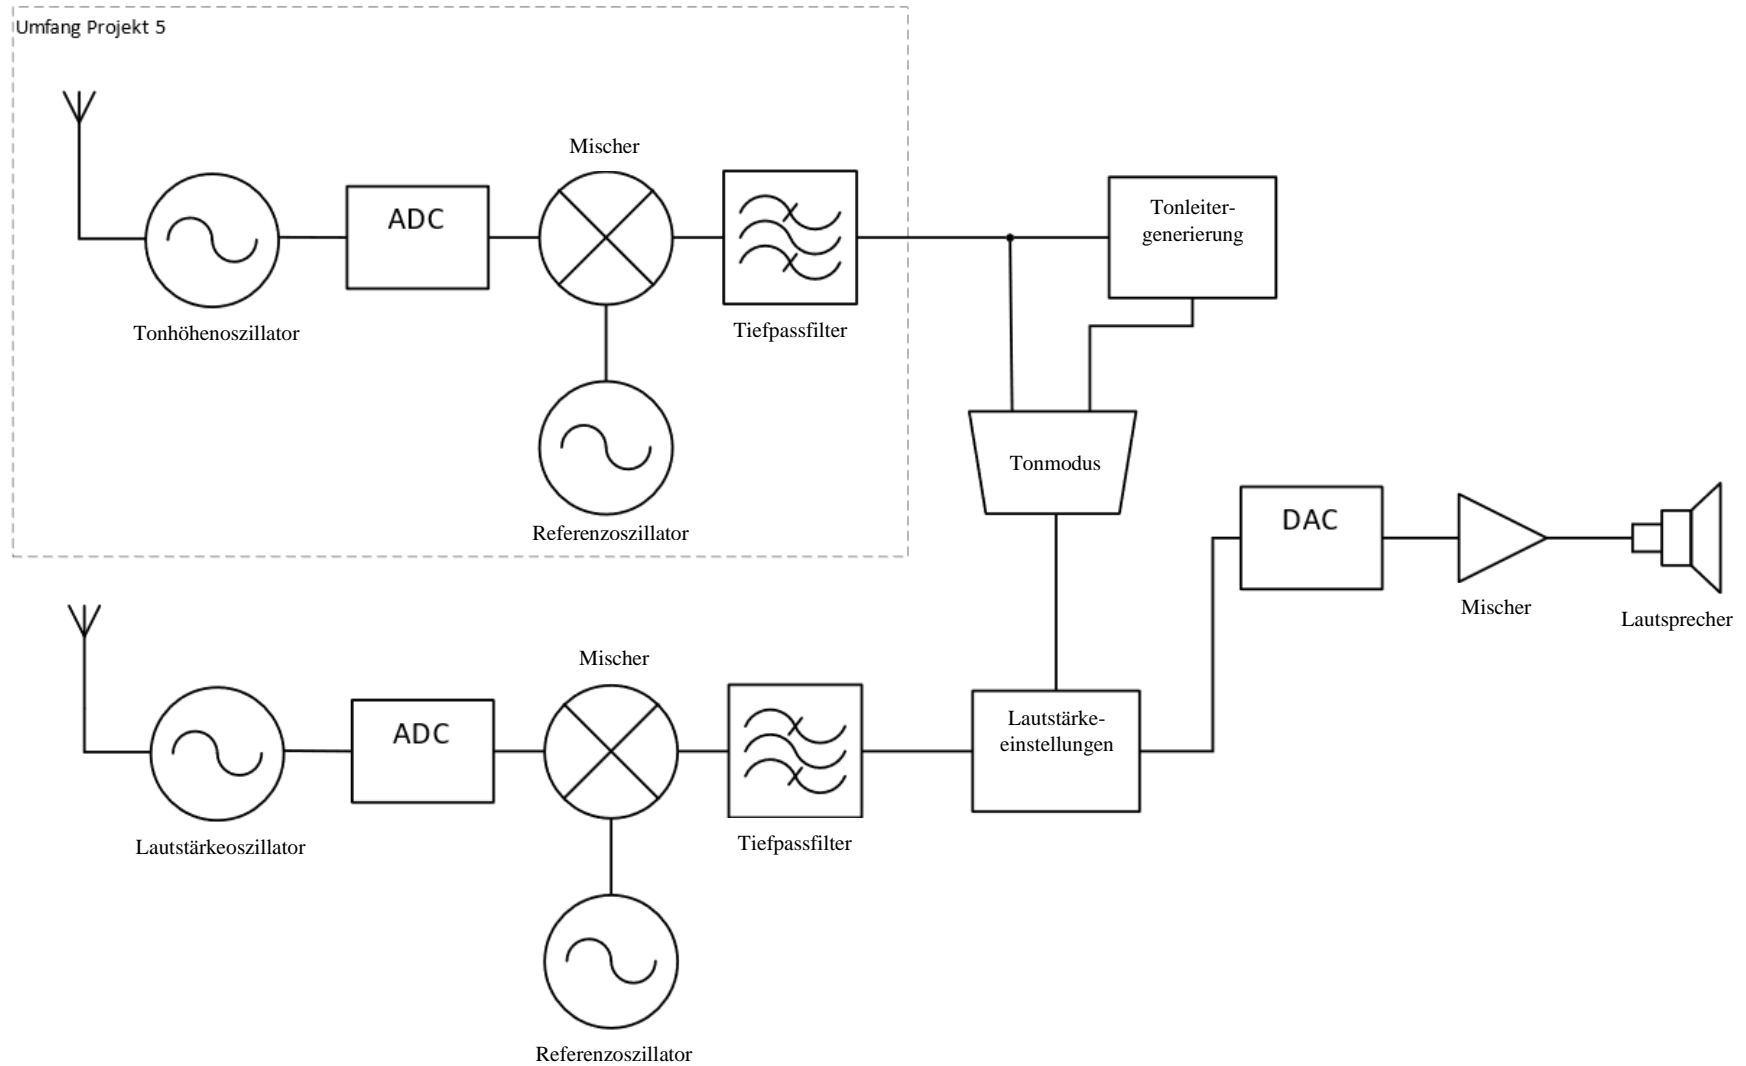 Umfang Projekt 5
Mischer
ADC
Tonleiter-
generierung
Tonhöhenoszillator
Tiefpassfilter
Tonmodus
Referenzoszillator
DAC
Mischer
Lautsprecher
Mischer
ADC
Lautstärke-
einstellungen
Lautstärkeoszillator
Tiefpassfilter
Referenzoszillator